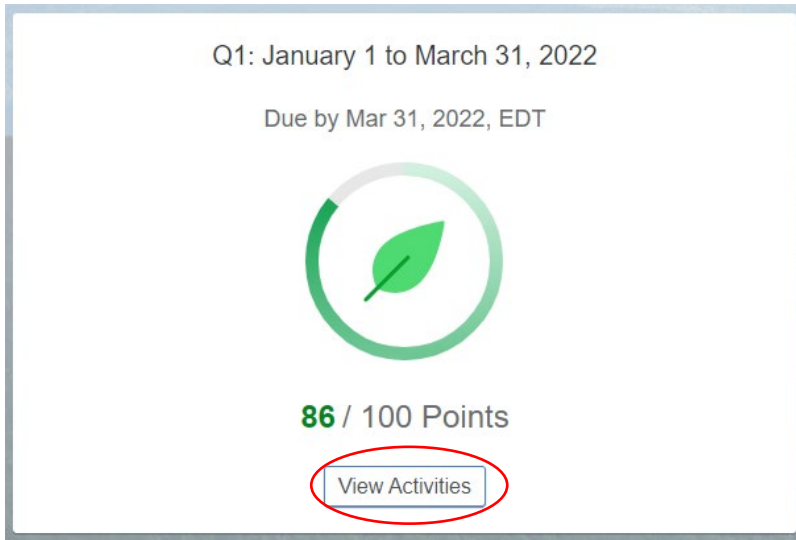 Q1: January 1 to March 31, 2022
Due by Mar 31, 2022, EDT
86 / 100 Points
View Activities